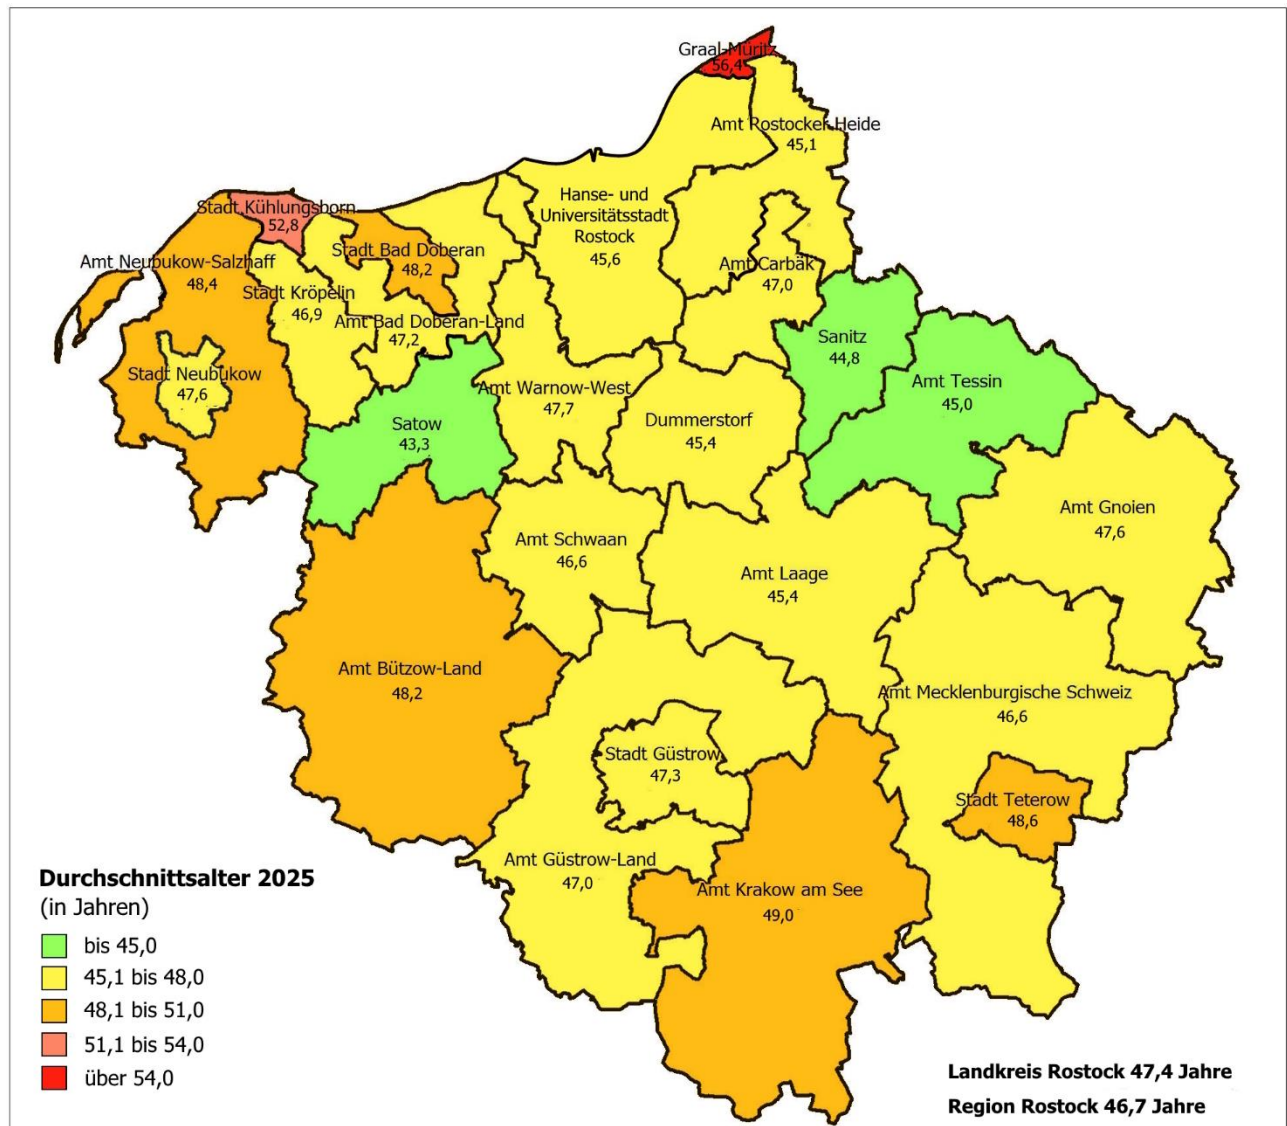 Graal-Müritz
56,4
Amt Rostocker Heide
45,1
Hanse- und
Universitätsstadt
Rostock
45,6
Stadt Kühlungsborn
52,8
Stadt Bad Doberan
48,2
Amt Neubukow-Salzhaff
48,4
Stadt Kröpelin
46,9
Amt Carbäk
47,0
Amt Bad Doberan-Land
47,2
Sanitz
44,8
Stadt Neubukow
47,6
Amt Warnow-West
47,7
Amt Tessin
45,0
Satow
43,3
Dummerstorf
45,4
Amt Gnoien
47,6
Amt Schwaan
46,6
Amt Laage
45,4
Amt Bützow-Land
48,2
Amt Mecklenburgische Schweiz
46,6
Stadt Güstrow
47,3
Stadt Teterow
48,6
Amt Güstrow-Land
47,0
Amt Krakow am See
49,0
Durchschnittsalter 2025
(in Jahren)
bis 45,0
45,1 bis 48,0
48,1 bis 51,0
51,1 bis 54,0
über 54,0
Landkreis Rostock 47,4 Jahre
Region Rostock 46,7 Jahre